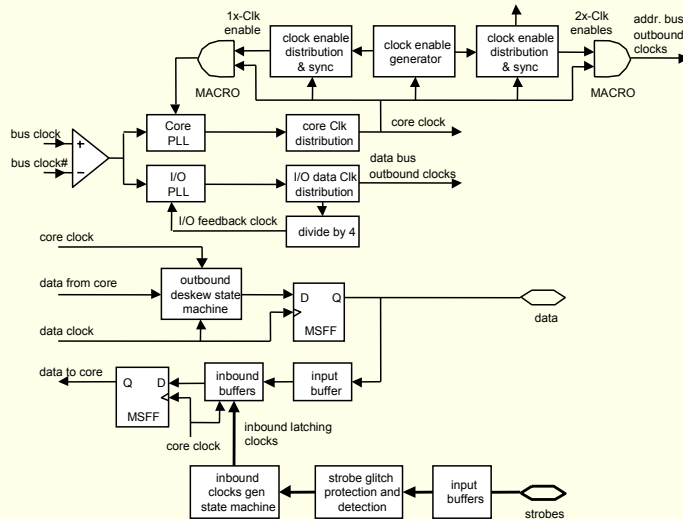 1x-Clk
enable
clock enable
distribution
& sync
clock enable
generator
clock enable
distribution
& sync
2x-Clk
enables
addr. bus
outbound
clocks
MACRO
MACRO
bus clock
bus clock#
+
−
Core
PLL
core Clk
distribution
core clock
I/O
PLL
I/O data Clk
distribution
data bus
outbound clocks
I/O feedback clock
divide by 4
core clock
data from core
outbound
deskew state
machine
data clock
D
Q
MSFF
data
data to core
Q
D
MSFF
inbound
buffers
input
buffer
core clock
inbound latching
clocks
inbound
clocks gen
state machine
strobe glitch
protection and
detection
input
buffers
strobes